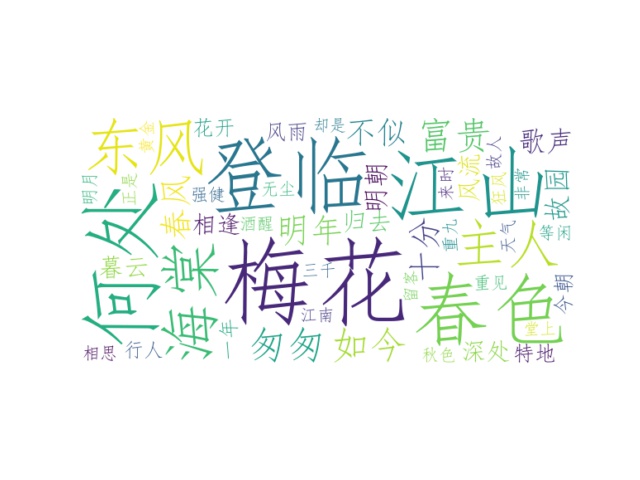 花开
风雨
却是
不似
富贵
歌声
东风
黄金
登临
江山
明朝
来时
故人
风流
狂风
非常
故园
明月
正是
春风
强健
无尘
何处
相逢
酒醒
明年
归去
十分
重九
主人
天气
暮云
海棠
梅花
三千
留客
春色
重见
今朝
江南
一年
堂上
相思
行人
匆匆
如今
秋色
深处
特地